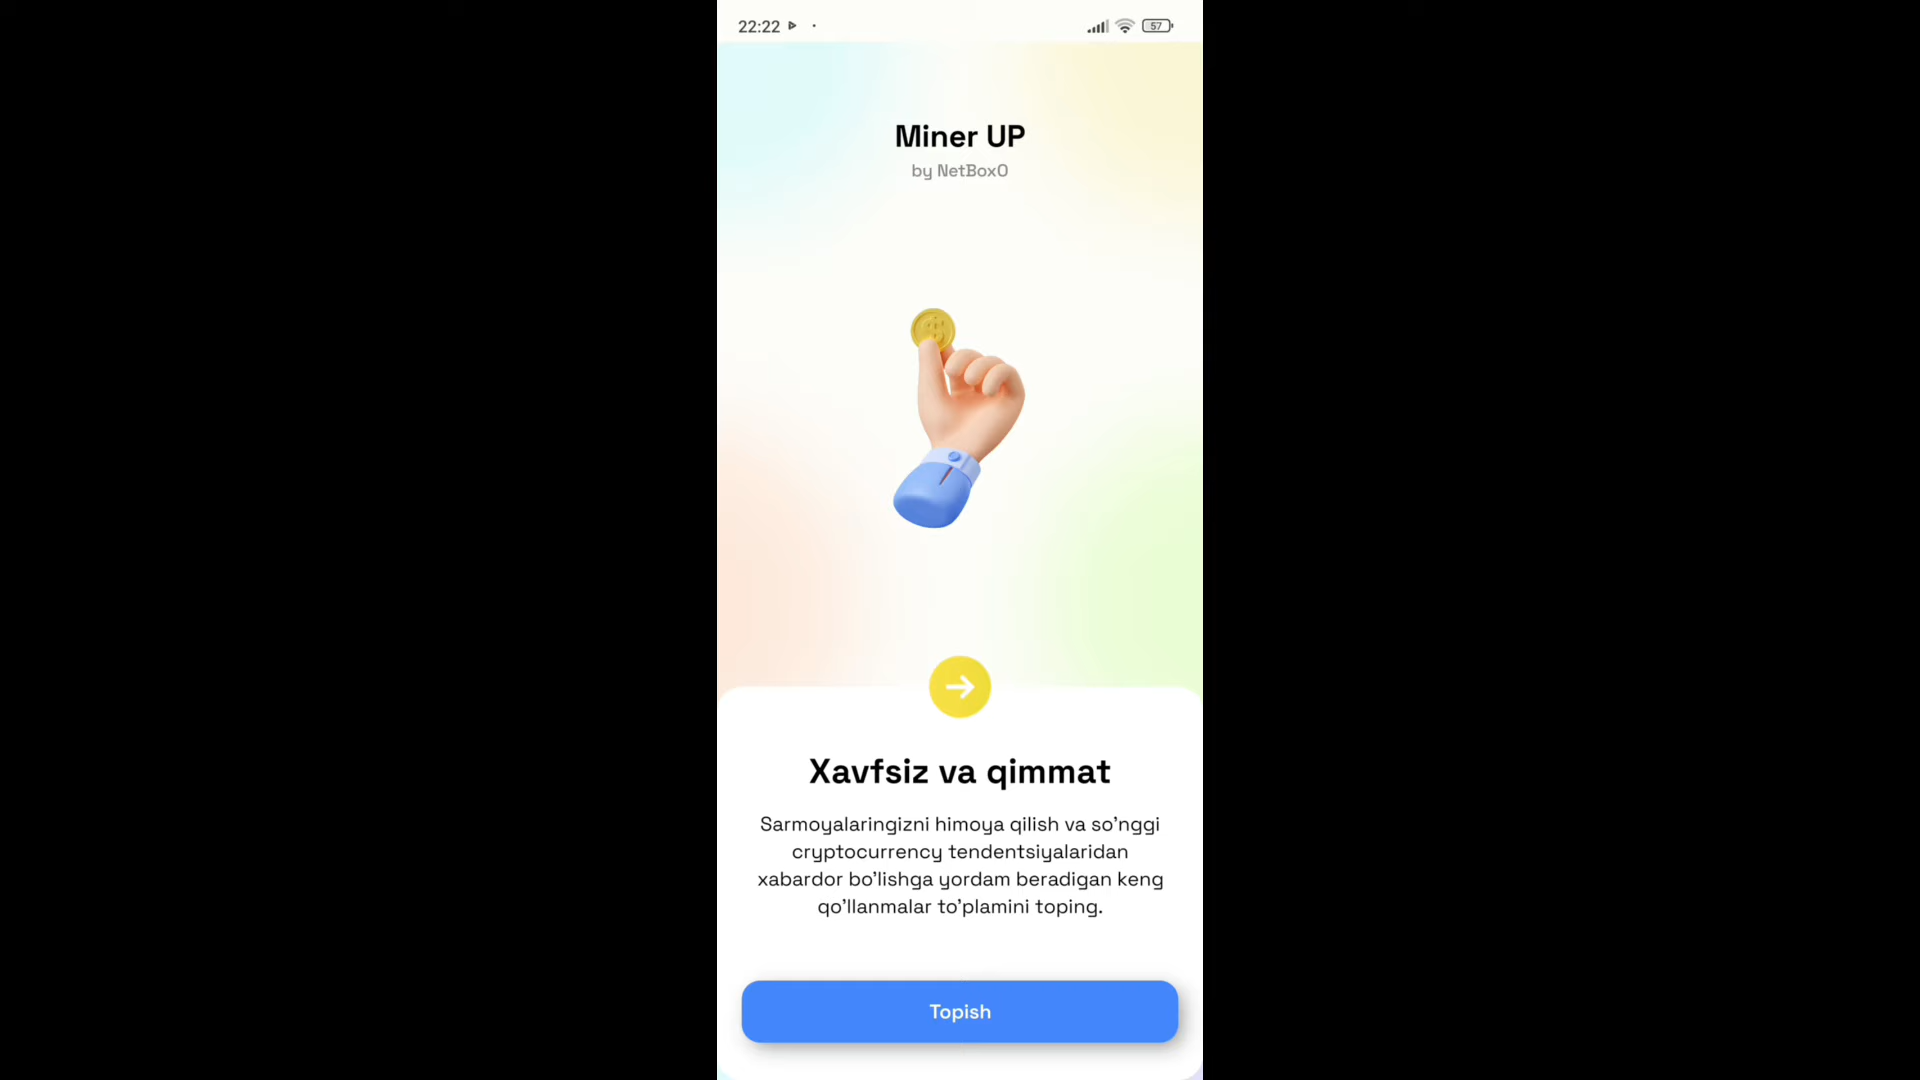 22:22
57
Miner UP
by NetBoxO
Xavfsiz va qimmat
Sarmoyalaringizni himoya qilish va so'nggi
cryptocurrency tendentsiyalaridan
xabardor bo'lishga yordam beradigan keng
qo'llanmalar to'plamini toping.
Topish